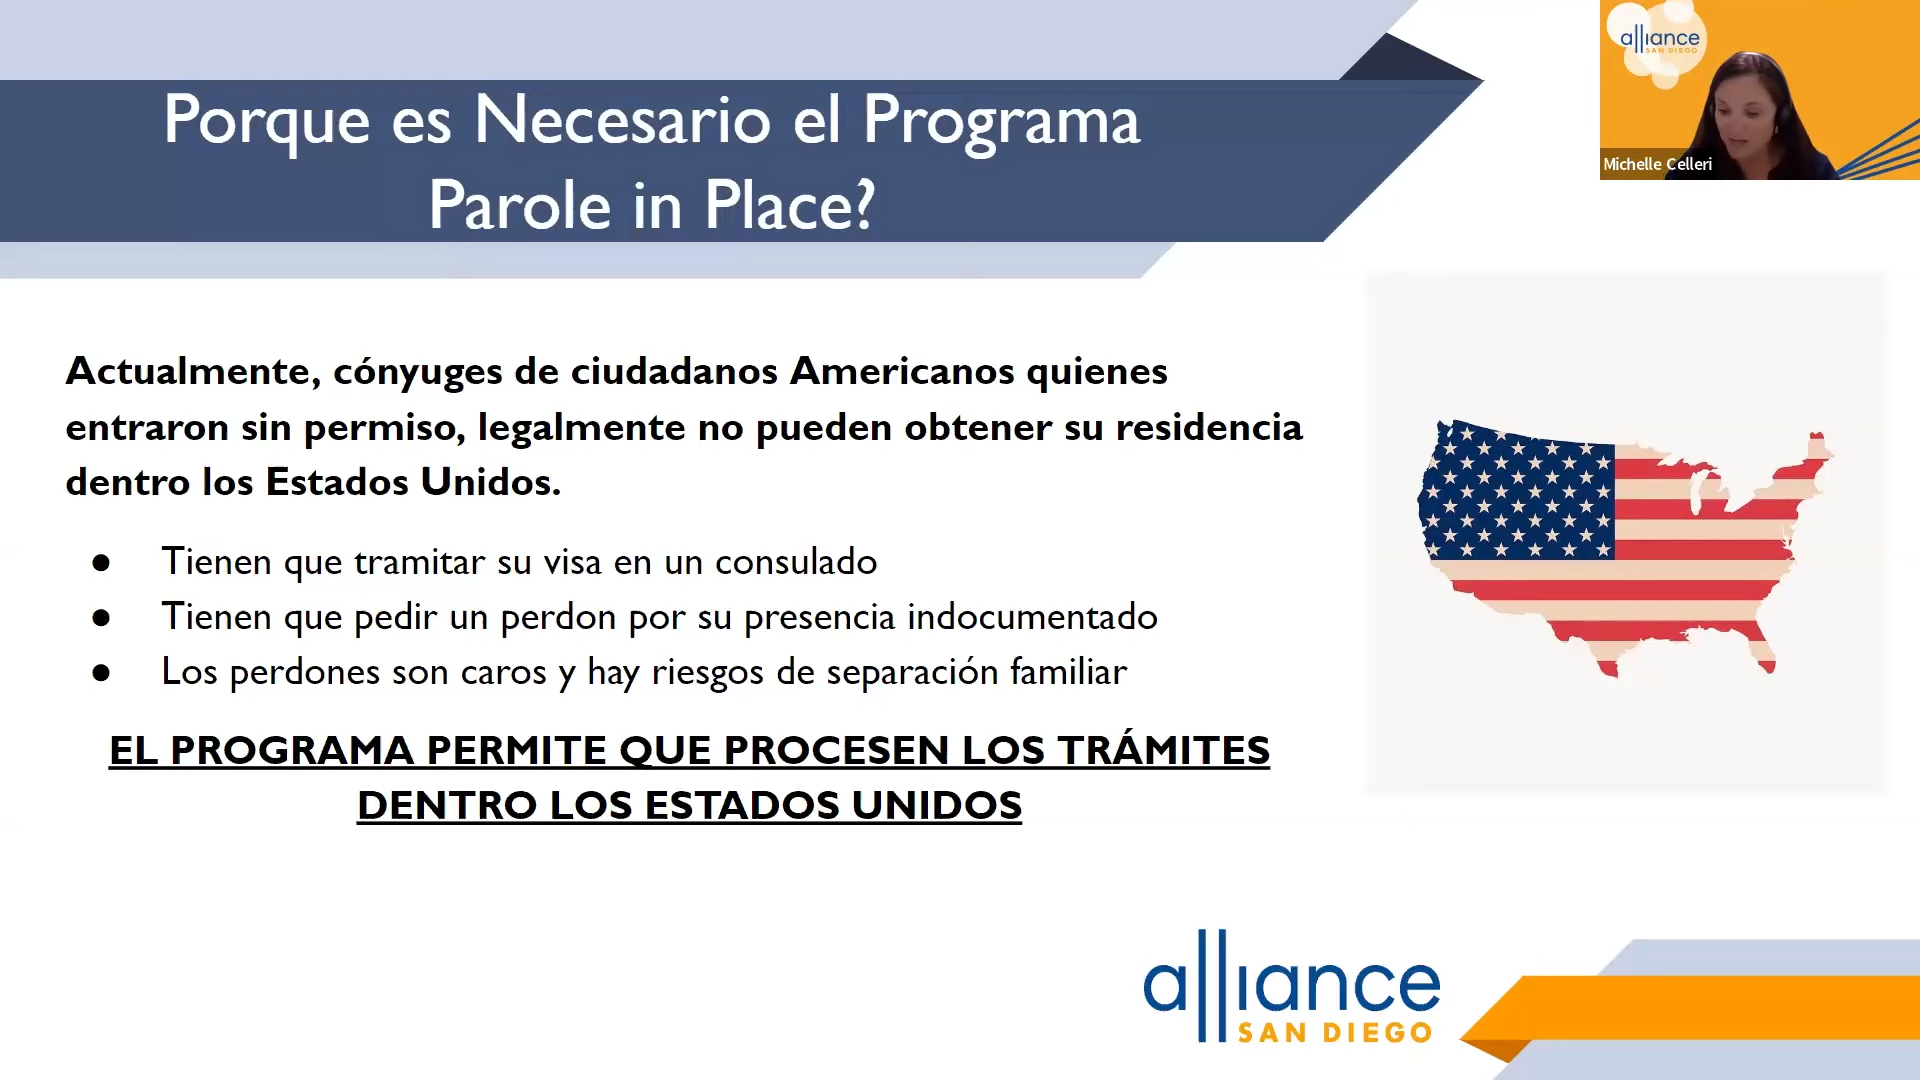 Porque es Necesario el Programa
Parole in Place?
alliance
SAN DIEGO
Michelle Celleri
Actualmente, cónyuges de ciudadanos Americanos quienes
entraron sin permiso, legalmente no pueden obtener su residencia
dentro los Estados Unidos.
● Tienen que tramitar su visa en un consulado
● Tienen que pedir un perdon por su presencia indocumentado
● Los perdones son caros y hay riesgos de separación familiar
EL PROGRAMA PERMITE QUE PROCESEN LOS TRÁMITES
DENTRO LOS ESTADOS UNIDOS
alliance
SAN DIEGO